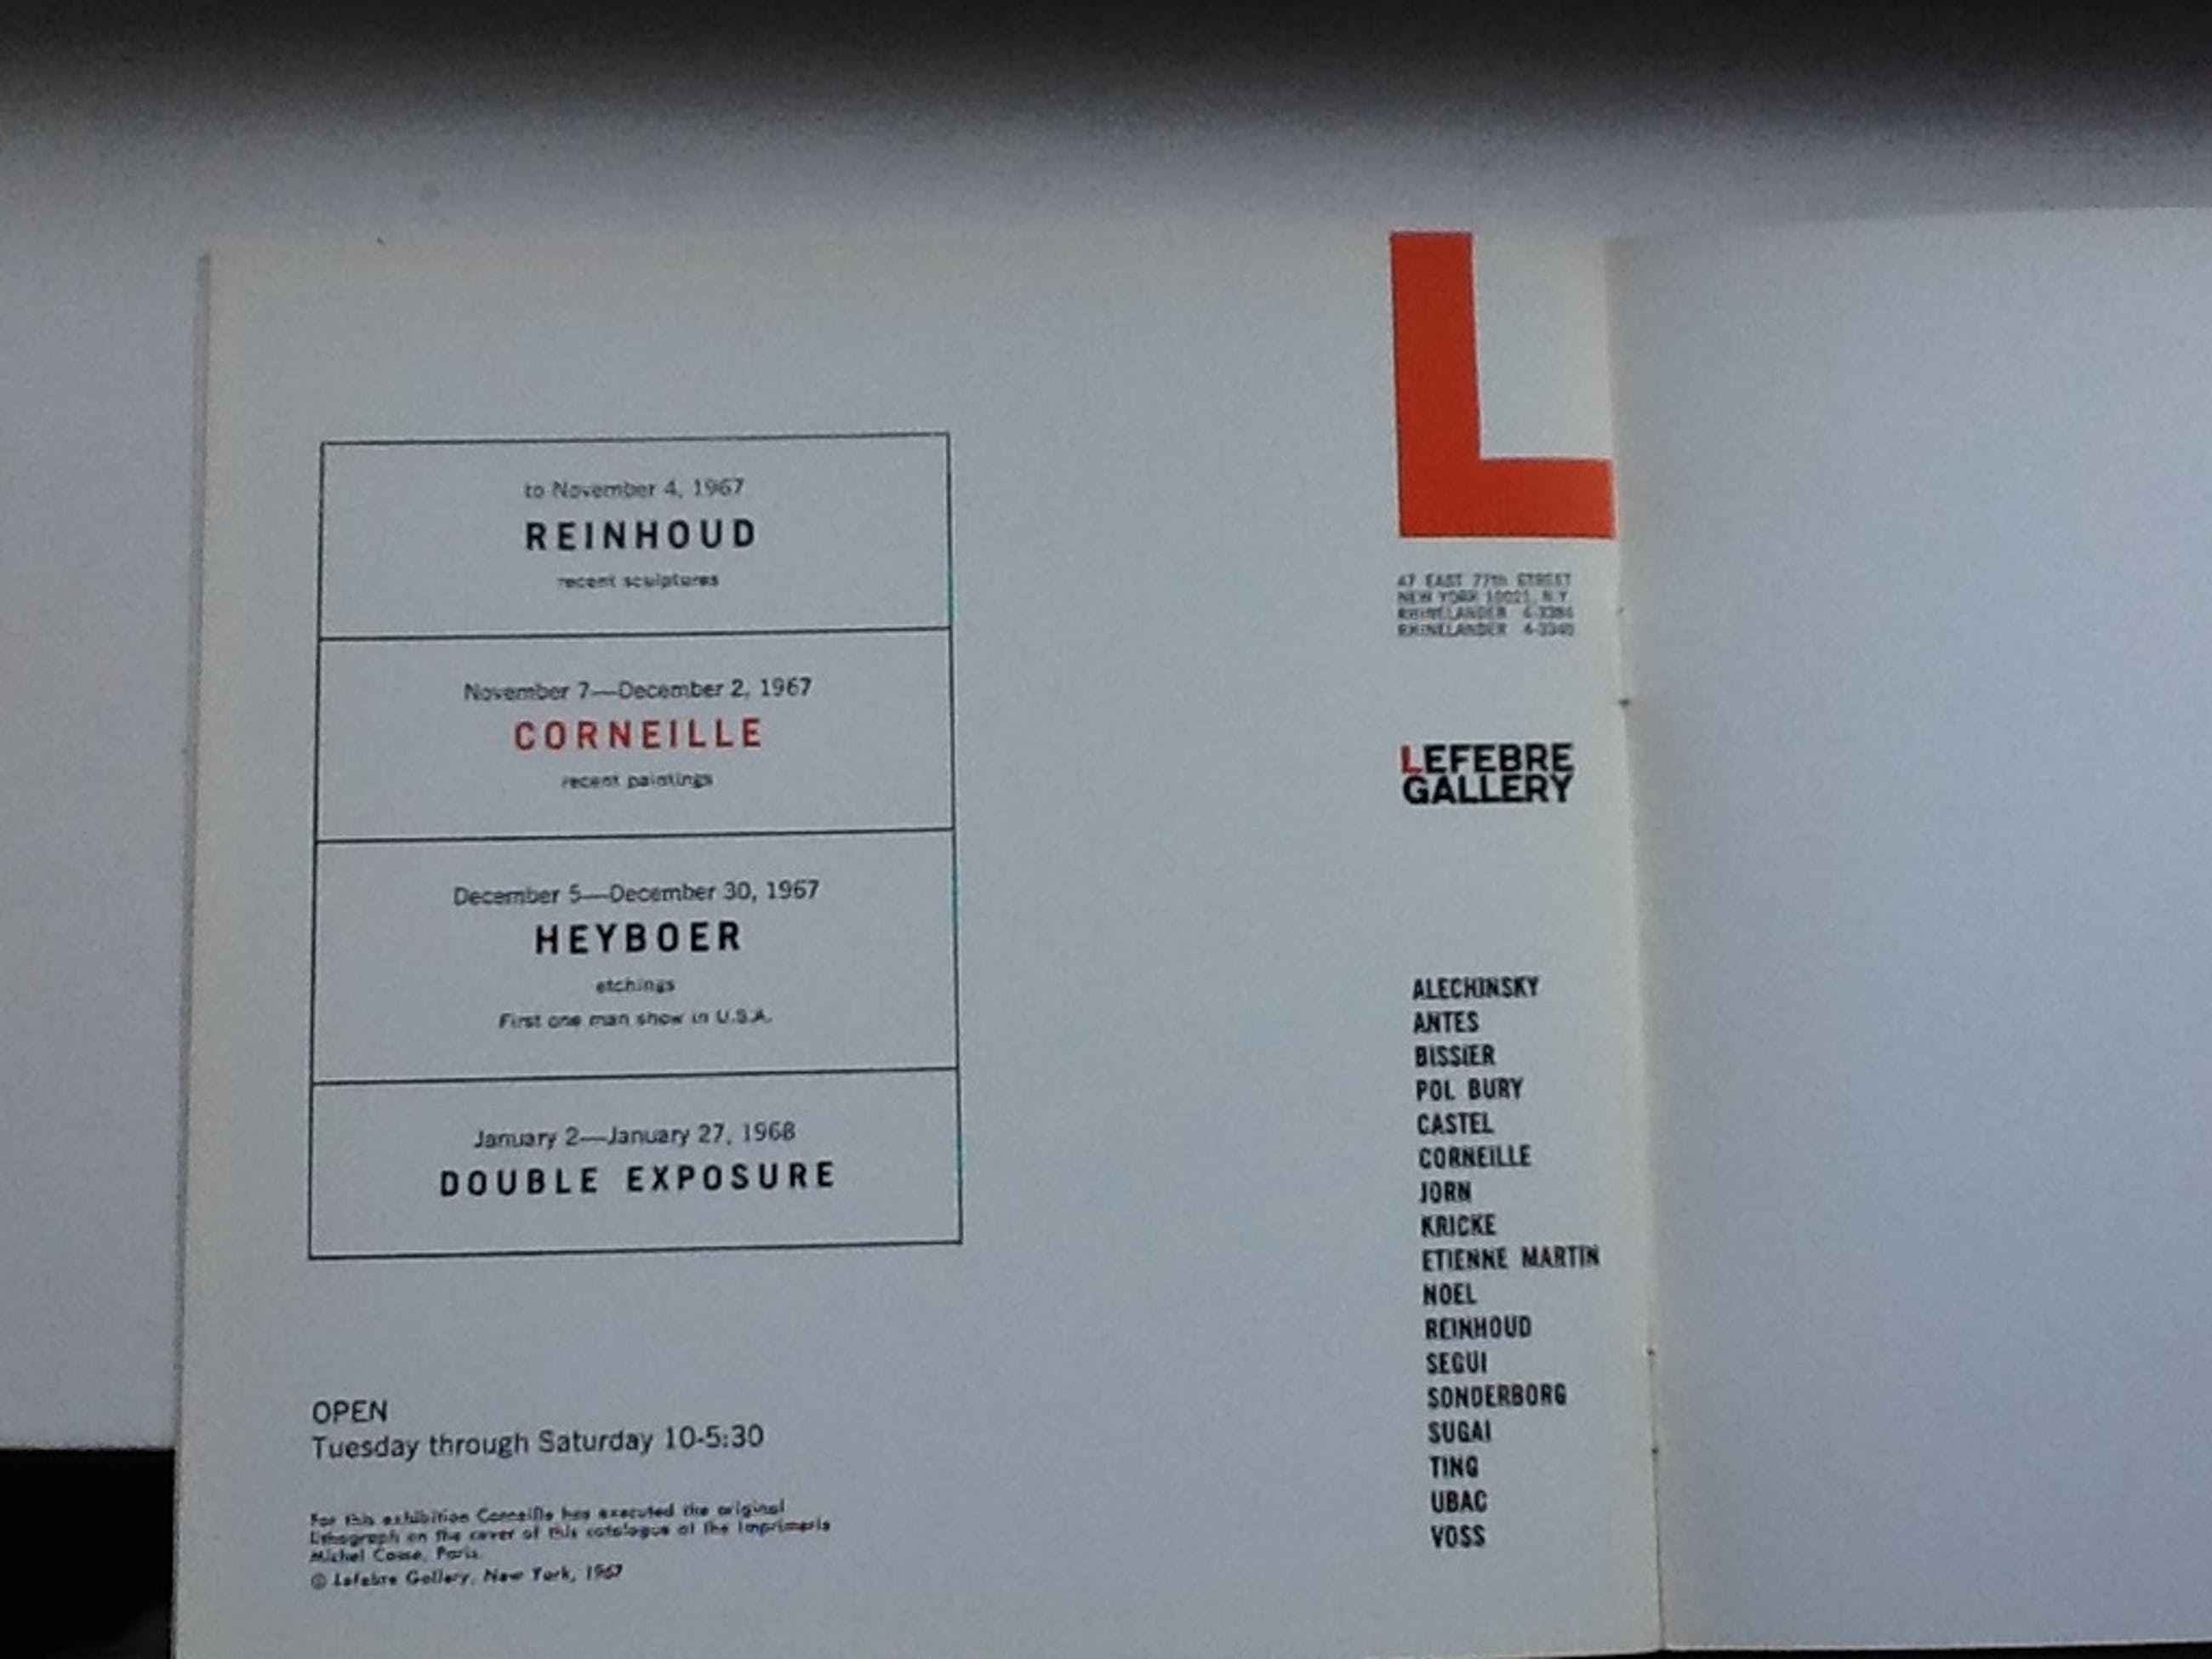 to November 4, 1967
REINHOUD
recent sculptures
November 7—December 2, 1967
CORNEILLE
recent paintings
December 5—December 30, 1967
HEYBOER
etchings
First one man show in U.S.A.
January 2—January 27, 1968
DOUBLE EXPOSURE
OPEN
Tuesday through Saturday 10-5:30
For this exhibition Corneille has executed the original
lithograph on the cover of this catalogue at the Imprimerie
Michel Paris
© Lefebre Gallery, New York, 1967
L
47 EAST 77th STREET
NEW YORK 10021, N.Y.
RHINELANDER
RHINELANDER
LEFEBRE
GALLERY
ALECHINSKY
ANTES
BISSIER
POL BURY
CASTEL
CORNEILLE
JORN
KRICKE
ETIENNE MARTIN
NOEL
REINHOUD
SEGUI
SONDERBORG
SUGAI
TING
UBAC
VOSS